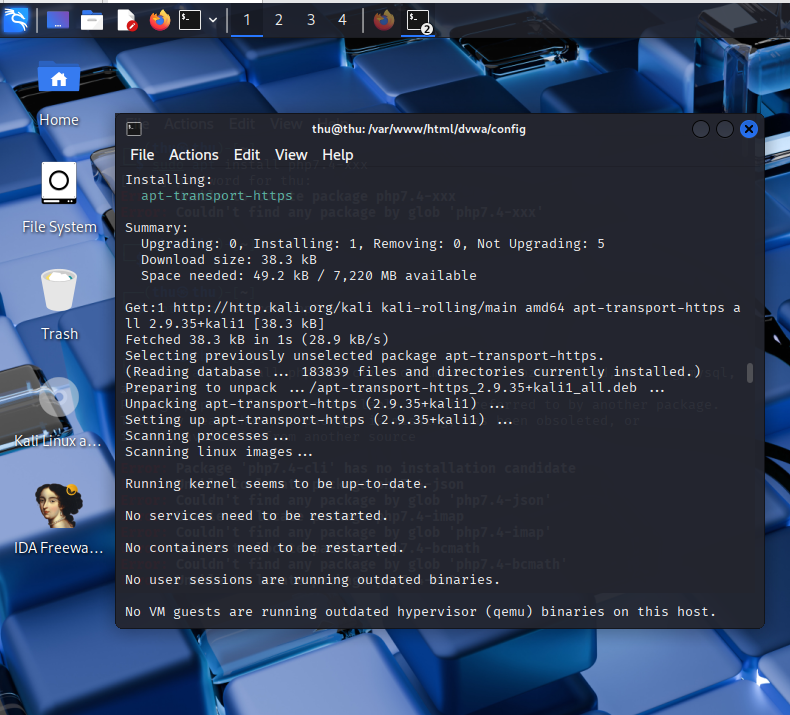 1 2 3 4
2
Home
File System
Trash
Kali Linux a...
IDA Freewa...
thu@thu: /var/www/html/dvwa/config
File Actions Edit View Help
Installing:
apt-transport-https
Summary:
Upgrading: 0, Installing: 1, Removing: 0, Not Upgrading: 5
Download size: 38.3 kB
Space needed: 49.2 kB / 7,220 MB available
Get:1 http://http.kali.org/kali kali-rolling/main amd64 apt-transport-https a
ll 2.9.35+kali1 [38.3 kB]
Fetched 38.3 kB in 1s (28.9 kB/s)
Selecting previously unselected package apt-transport-https.
(Reading database ... 183839 files and directories currently installed.)
Preparing to unpack .../apt-transport-https_2.9.35+kali1_all.deb ...
Unpacking apt-transport-https (2.9.35+kali1) ...
Setting up apt-transport-https (2.9.35+kali1) ...
Scanning processes...
Scanning linux images...
Running kernel seems to be up-to-date.
No services need to be restarted.
No containers need to be restarted.
No user sessions are running outdated binaries.
No VM guests are running outdated hypervisor (qemu) binaries on this host.